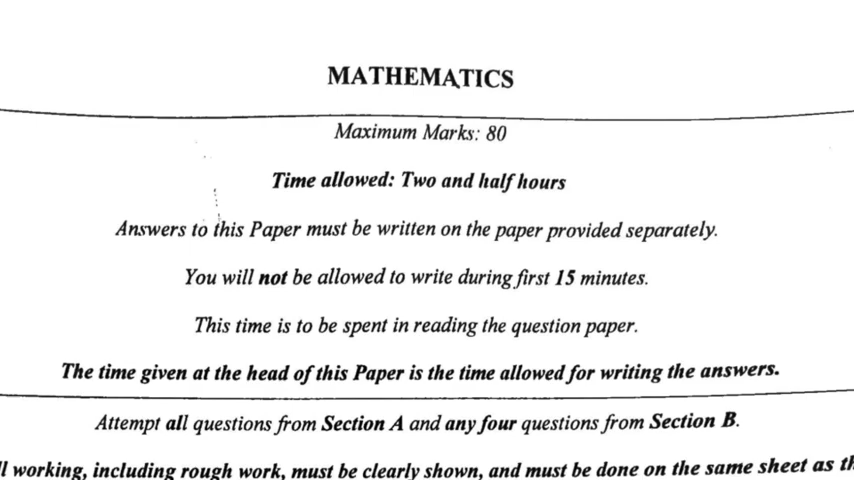 MATHEMATICS
Maximum Marks: 80
Time allowed: Two and half hours
Answers to this Paper must be written on the paper provided separately.
You will not be allowed to write during first 15 minutes.
This time is to be spent in reading the question paper.
The time given at the head of this Paper is the time allowed for writing the answers.
Attempt all questions from Section A and any four questions from Section B.
working, including rough work, must be clearly shown, and must be done on the same sheet as